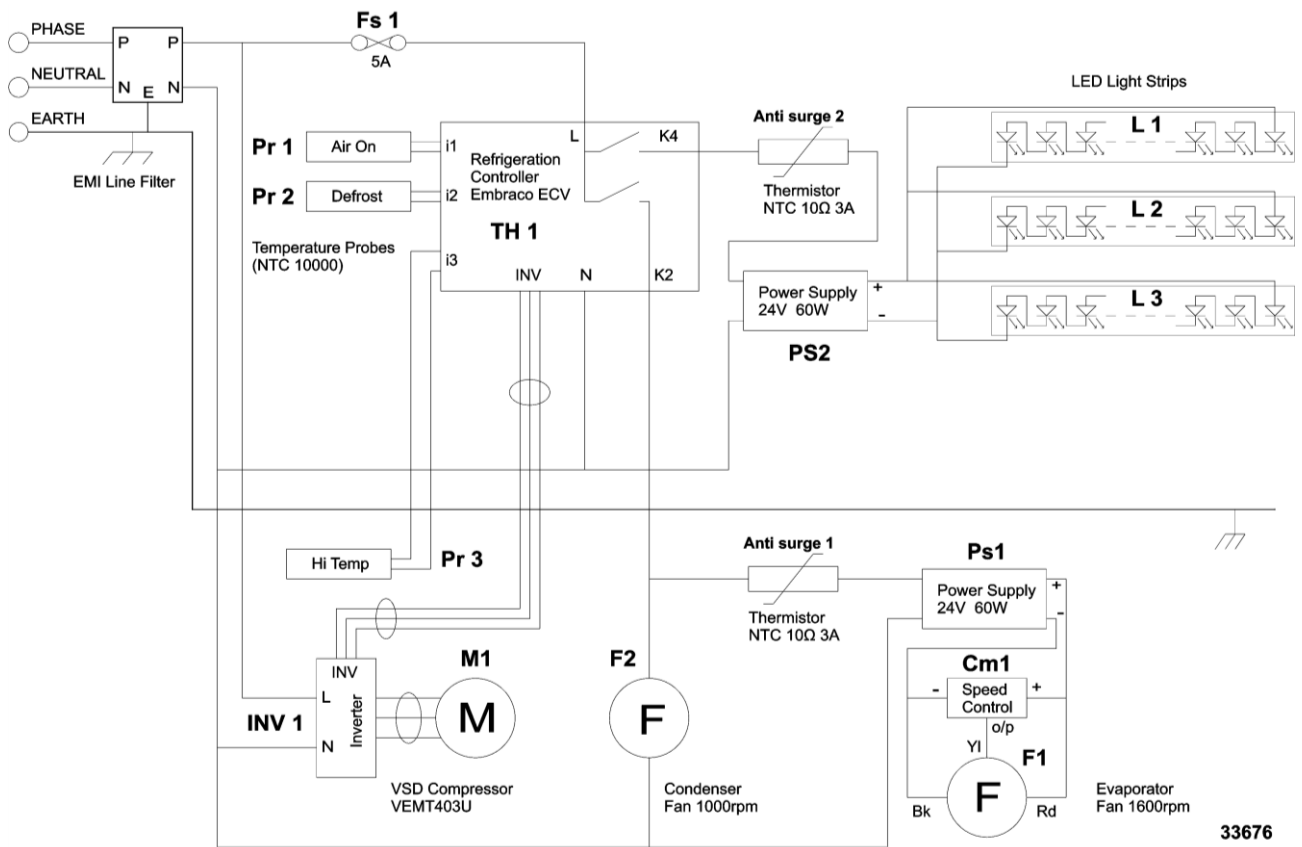 PHASE
Fs 1
P P
5A
NEUTRAL
N E N
LED Light Strips
EARTH
Anti surge 2
L 1
EMI Line Filter
Pr 1
Air On
i1
L
K4
Refrigeration
Controller
Embraco ECV
Pr 2
Defrost
i2
TH 1
Thermistor
NTC 10Ω 3A
L 2
Temperature Probes
(NTC 10000)
i3
INV
N
K2
Power Supply
24V 60W
+
-
PS2
L 3
Hi Temp
Pr 3
Anti surge 1
Thermistor
NTC 10Ω 3A
Ps1
Power Supply
24V 60W
+
-
INV
L
N
Inverter
INV 1
M1
M
VSD Compressor
VEMT403U
F2
F
Condenser
Fan 1000rpm
Cm1
-
Speed
Control
+
o/p
Yl
F1
F
Bk
Rd
Evaporator
Fan 1600rpm
33676